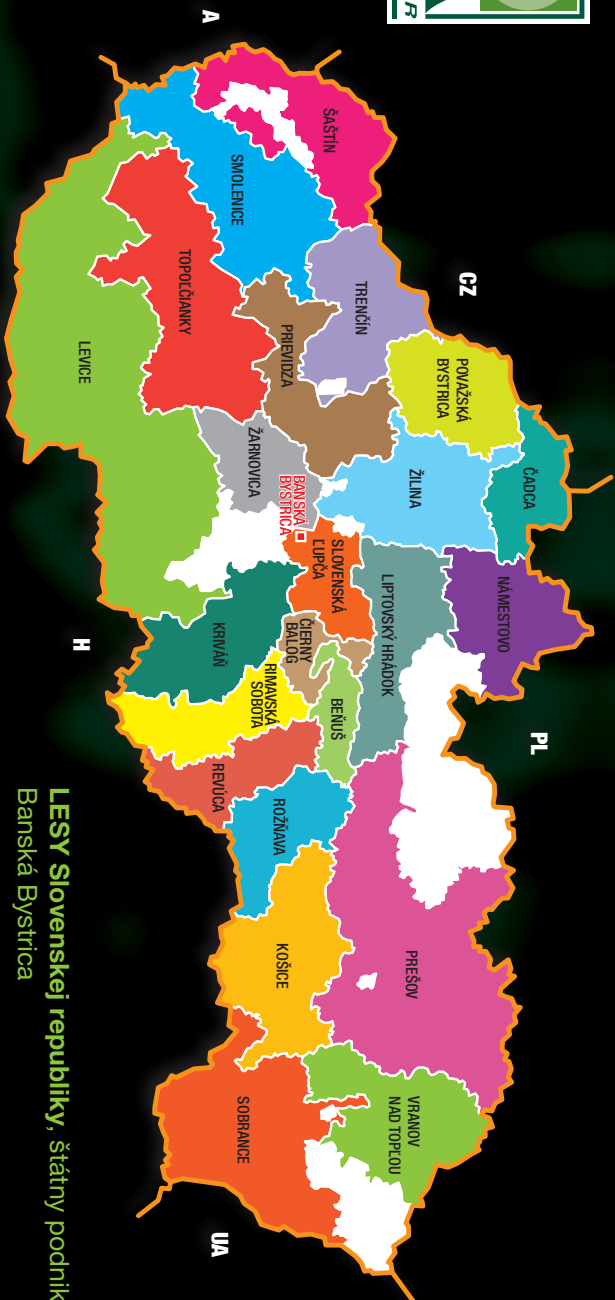 R
A
CZ
PL
H
UA
ŠAŠTÍN
SMOLENICE
TOPOĽČIANKY
LEVICE
TRENČÍN
PRIEVIDZA
POVAŽSKÁ
BYSTRICA
ČADCA
ŽILINA
ŽARNOVICA
BANSKÁ
BYSTRICA
SLOVENSKÁ
ĽUPČA
LIPTOVSKÝ HRÁDOK
NÁMESTOVO
ČIERNY
BALOG
KRIVÁŇ
RIMAVSKÁ
SOBOTA
BEŇUŠ
REVÚCA
ROŽŇAVA
KOŠICE
PREŠOV
VRANOV
NAD TOPĽOU
SOBRANCE
LESY Slovenskej republiky, štátny podnik
Banská Bystrica